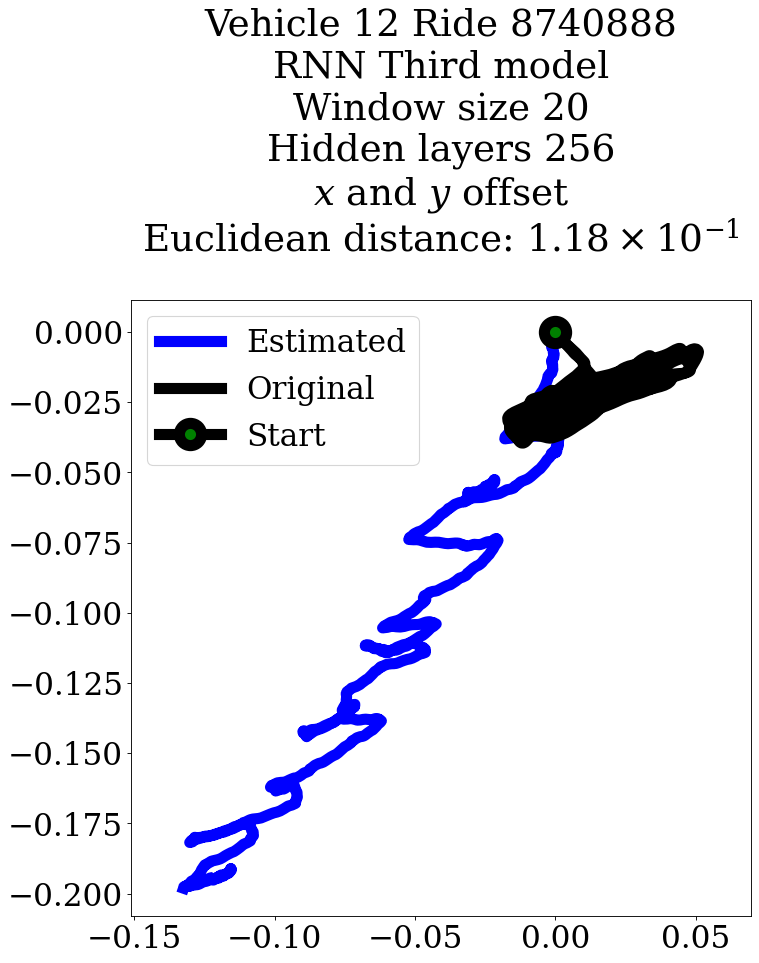 Vehicle 12 Ride 8740888
RNN Third model
Window size 20
Hidden layers 256
x and y offset
Euclidean distance: 1.18 × 10⁻¹
Estimated
Original
Start
0.000
−0.025
−0.050
−0.075
−0.100
−0.125
−0.150
−0.175
−0.200
−0.15 −0.10 −0.05 0.00 0.05